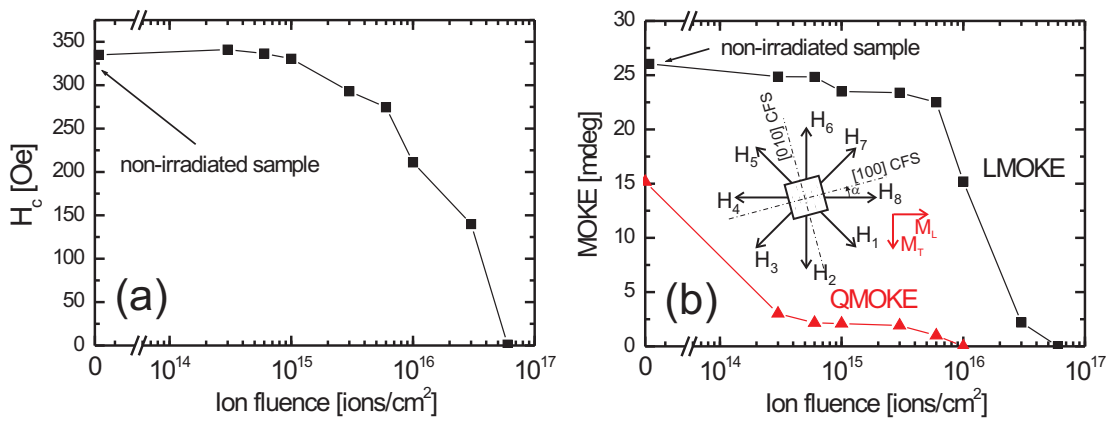 350
300
250
200
150
100
50
0
H_c [Oe]
non-irradiated sample
(a)
0
10^14
10^15
10^16
10^17
Ion fluence [ions/cm^2]
30
25
20
15
10
5
0
MOKE [mdeg]
non-irradiated sample
[010] CFS
H_6
H_7
H_5
[100] CFS
α
H_8
H_4
LMOKE
M_L
M_T
H_1
H_3
H_2
QMOKE
(b)
0
10^14
10^15
10^16
10^17
Ion fluence [ions/cm^2]